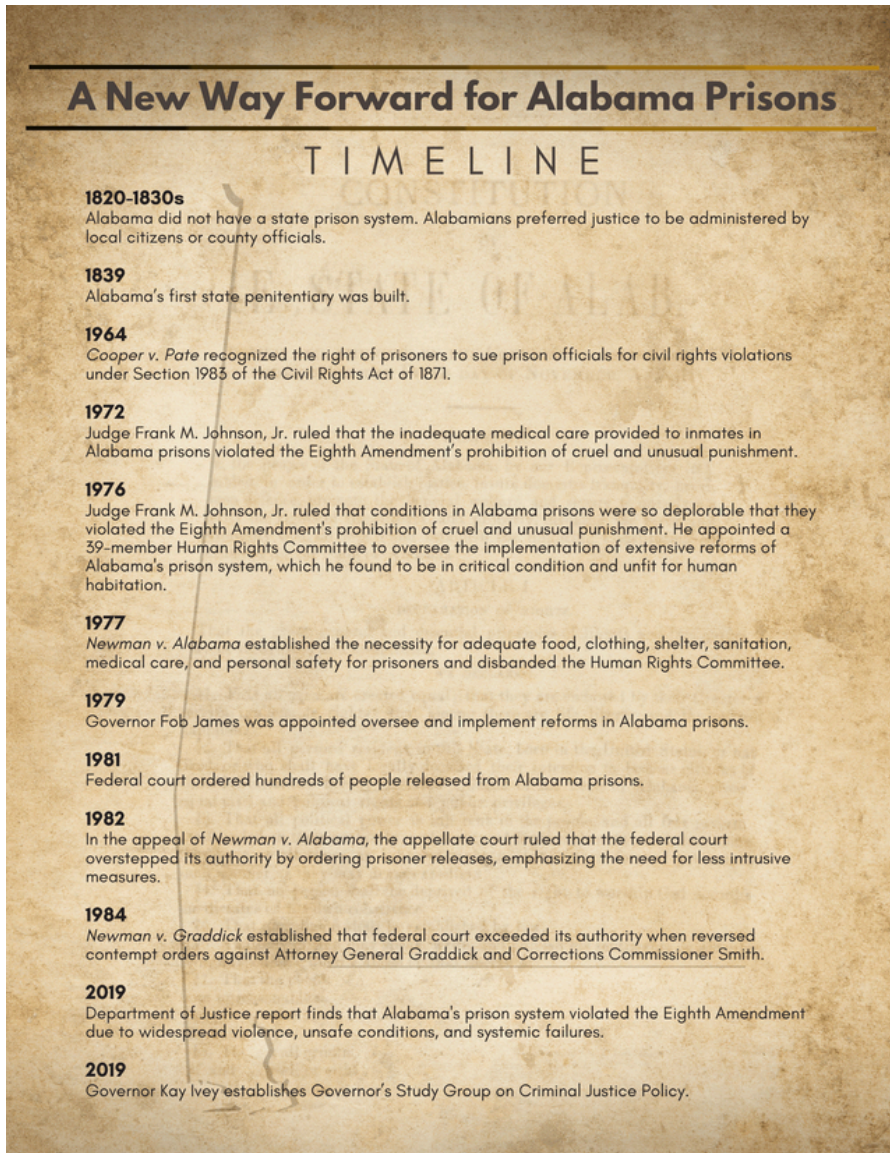 A New Way Forward for Alabama Prisons
TIMELINE
1820-1830s
Alabama did not have a state prison system. Alabamians preferred justice to be administered by
local citizens or county officials.
1839
Alabama's first state penitentiary was built.
1964
Cooper v. Pate recognized the right of prisoners to sue prison officials for civil rights violations
under Section 1983 of the Civil Rights Act of 1871.
1972
Judge Frank M. Johnson, Jr. ruled that the inadequate medical care provided to inmates in
Alabama prisons violated the Eighth Amendment's prohibition of cruel and unusual punishment.
1976
Judge Frank M. Johnson, Jr. ruled that conditions in Alabama prisons were so deplorable that they
violated the Eighth Amendment's prohibition of cruel and unusual punishment. He appointed a
39-member Human Rights Committee to oversee the implementation of extensive reforms of
Alabama's prison system, which he found to be in critical condition and unfit for human
habitation.
1977
Newman v. Alabama established the necessity for adequate food, clothing, shelter, sanitation,
medical care, and personal safety for prisoners and disbanded the Human Rights Committee.
1979
Governor Fob James was appointed oversee and implement reforms in Alabama prisons.
1981
Federal court ordered hundreds of people released from Alabama prisons.
1982
In the appeal of Newman v. Alabama, the appellate court ruled that the federal court
overstepped its authority by ordering prisoner releases, emphasizing the need for less intrusive
measures.
1984
Newman v. Graddick established that federal court exceeded its authority when reversed
contempt orders against Attorney General Graddick and Corrections Commissioner Smith.
2019
Department of Justice report finds that Alabama's prison system violated the Eighth Amendment
due to widespread violence, unsafe conditions, and systemic failures.
2019
Governor Kay Ivey establishes Governor's Study Group on Criminal Justice Policy.